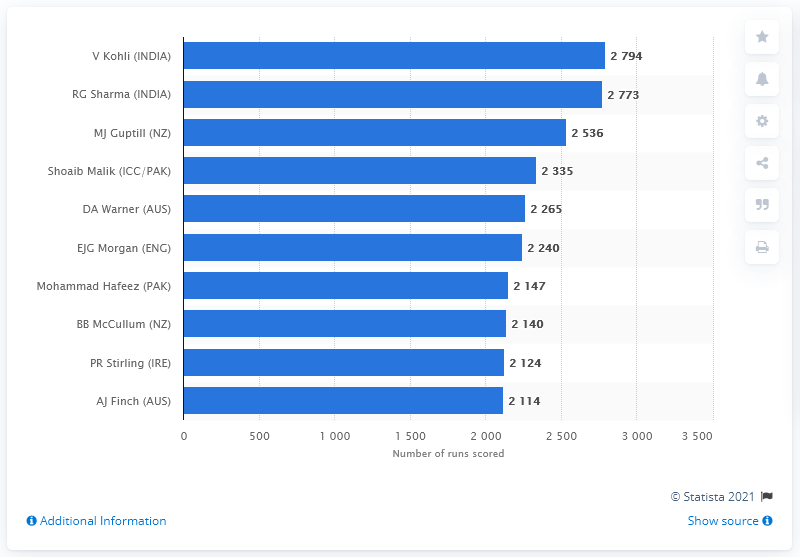 V Kohli (INDIA) 2 794
RG Sharma (INDIA) 2 773
MJ Guptill (NZ) 2 536
Shoaib Malik (ICC/PAK) 2 335
DA Warner (AUS) 2 265
EJG Morgan (ENG) 2 240
Mohammad Hafeez (PAK) 2 147
BB McCullum (NZ) 2 140
PR Stirling (IRE) 2 124
AJ Finch (AUS) 2 114
0 500 1 000 1 500 2 000 2 500 3 000 3 500
Number of runs scored
© Statista 2021
Additional Information
Show source